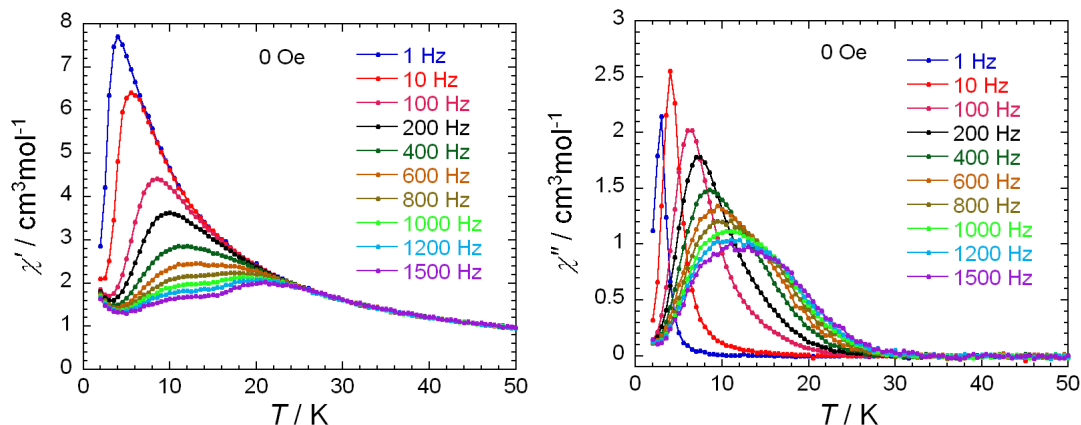 8
7
6
5
4
3
2
1
0
χ′ / cm³mol⁻¹
0 Oe
1 Hz
10 Hz
100 Hz
200 Hz
400 Hz
600 Hz
800 Hz
1000 Hz
1200 Hz
1500 Hz
0 10 20 30 40 50
T / K
3
2.5
2
1.5
1
0.5
0
χ″ / cm³mol⁻¹
0 Oe
1 Hz
10 Hz
100 Hz
200 Hz
400 Hz
600 Hz
800 Hz
1000 Hz
1200 Hz
1500 Hz
0 10 20 30 40 50
T / K